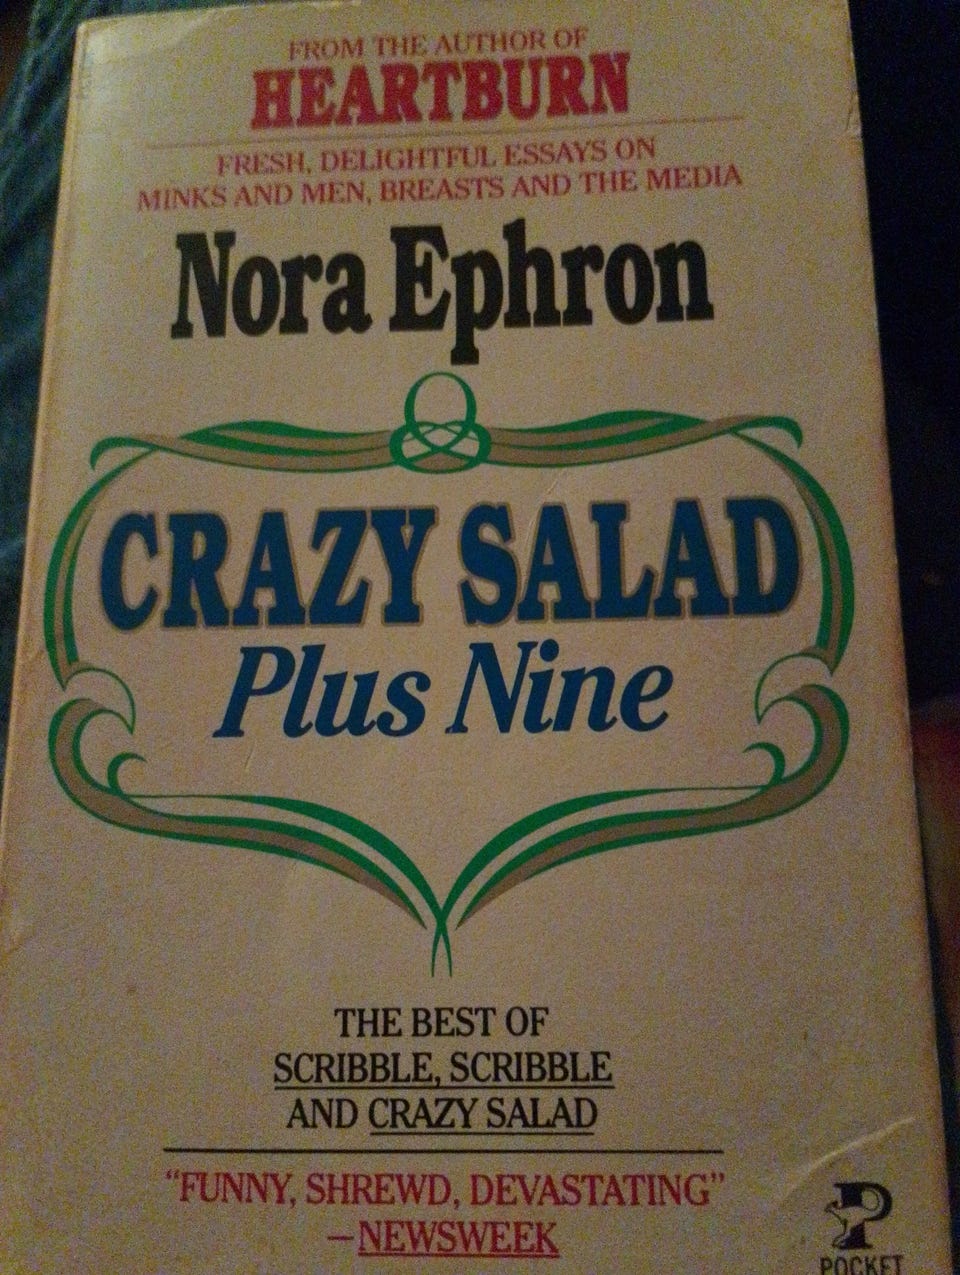 FROM THE AUTHOR OF
HEARTBURN
FRESH, DELIGHTFUL ESSAYS ON
MINKS AND MEN, BREASTS AND THE MEDIA
Nora Ephron
CRAZY SALAD
Plus Nine
THE BEST OF
SCRIBBLE, SCRIBBLE
AND CRAZY SALAD
“FUNNY, SHREWD, DEVASTATING”
—NEWSWEEK
POCKET